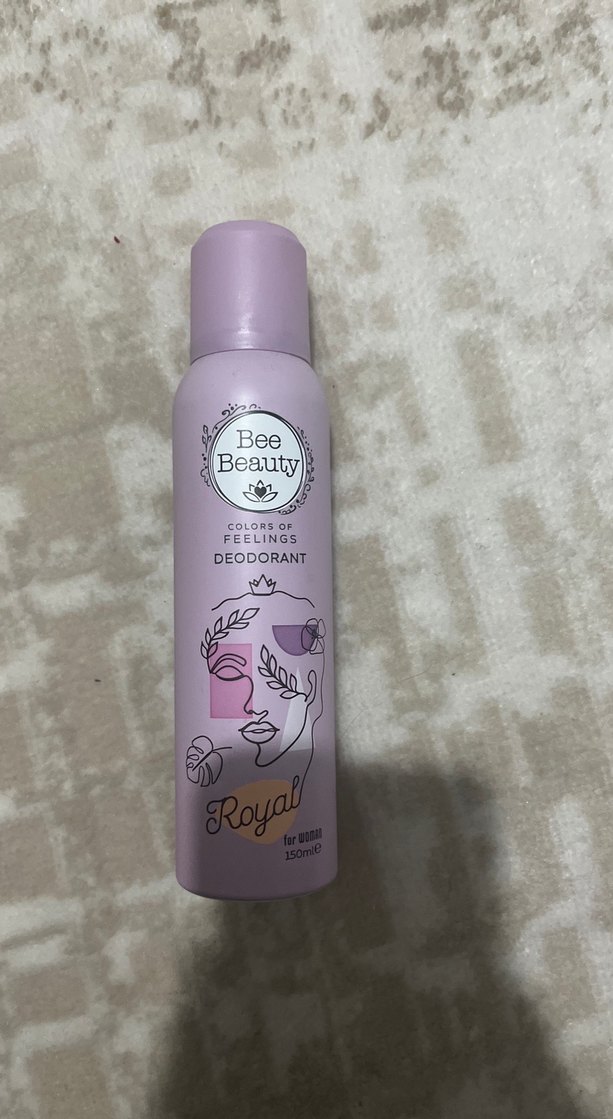 Bee
Beauty
COLORS OF
FEELINGS
DEODORANT
Royal
for WOMAN
150ml℮